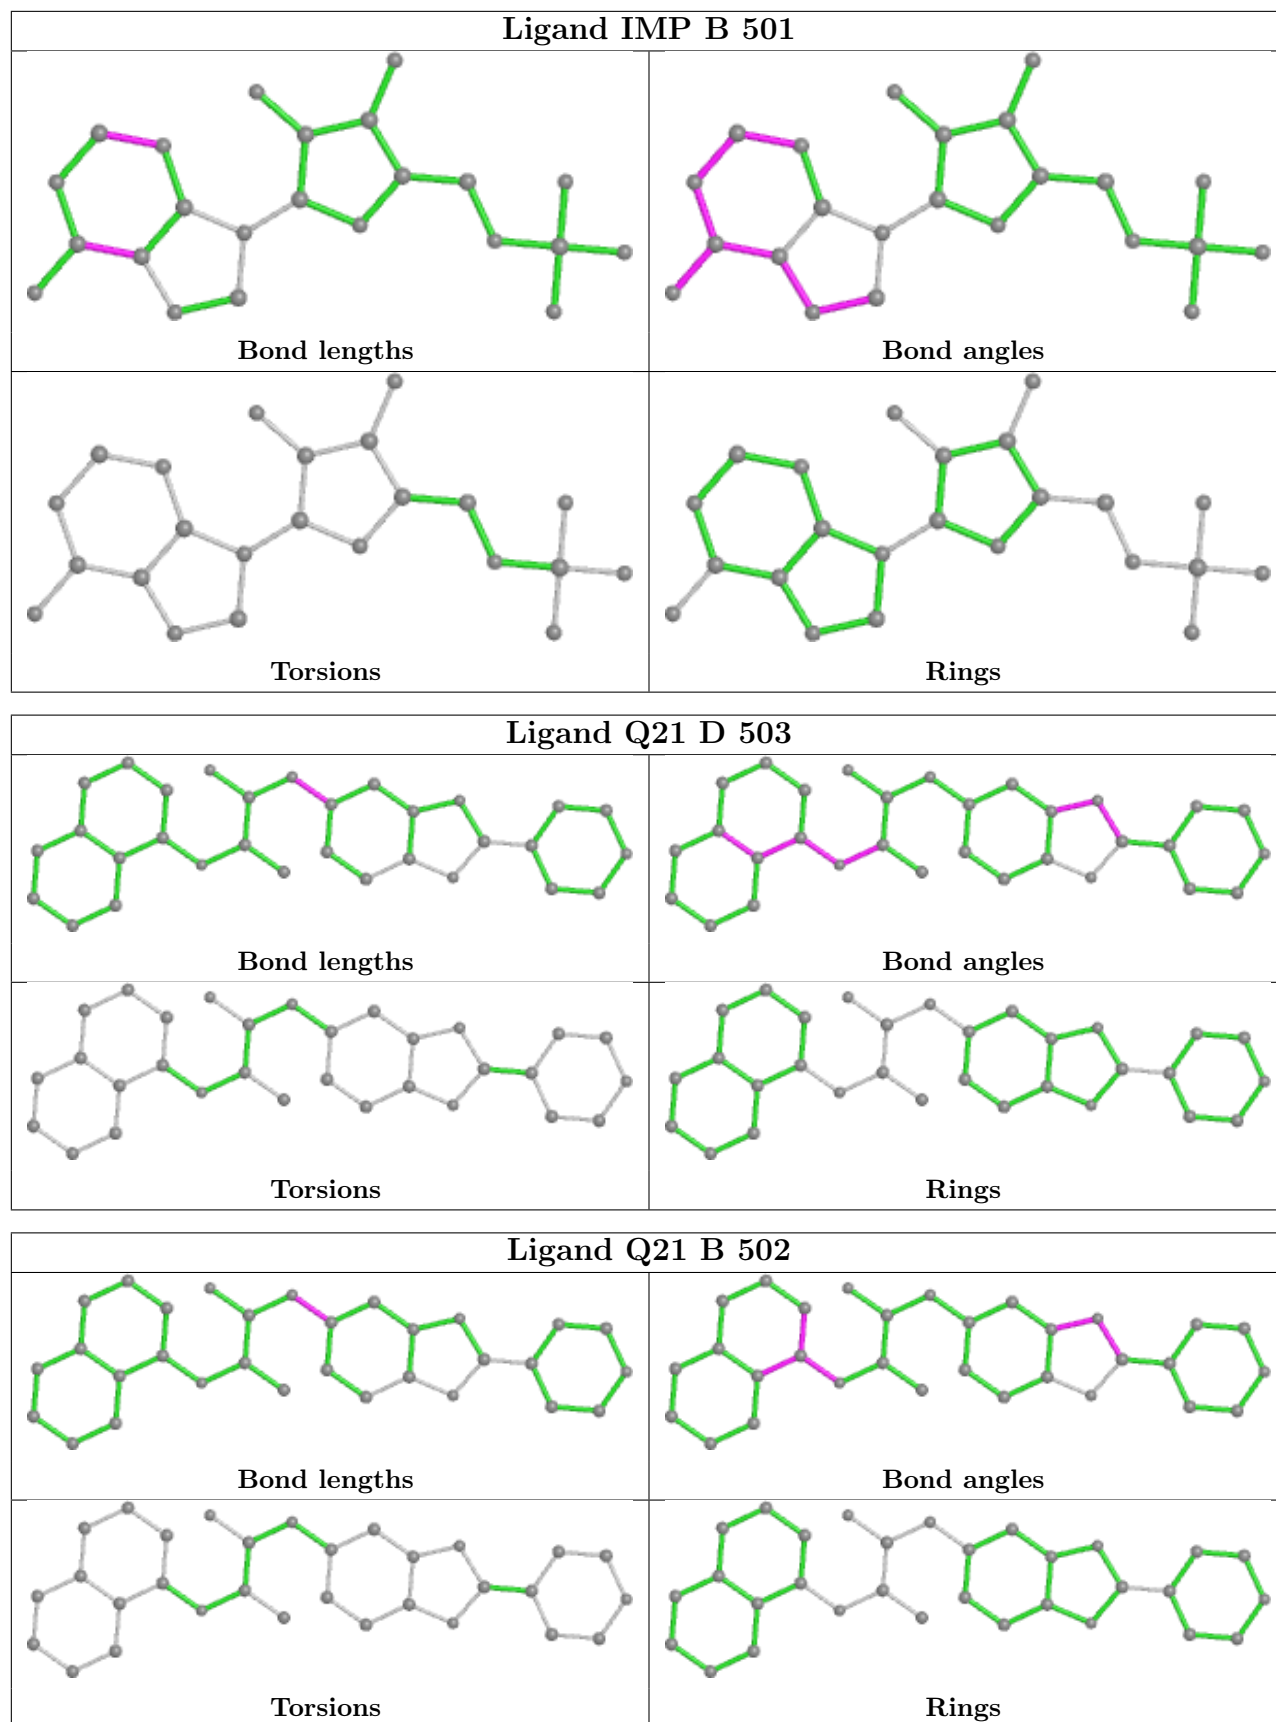 Ligand IMP B 501
Bond lengths
Bond angles
Torsions
Rings
Ligand Q21 D 503
Bond lengths
Bond angles
Torsions
Rings
Ligand Q21 B 502
Bond lengths
Bond angles
Torsions
Rings